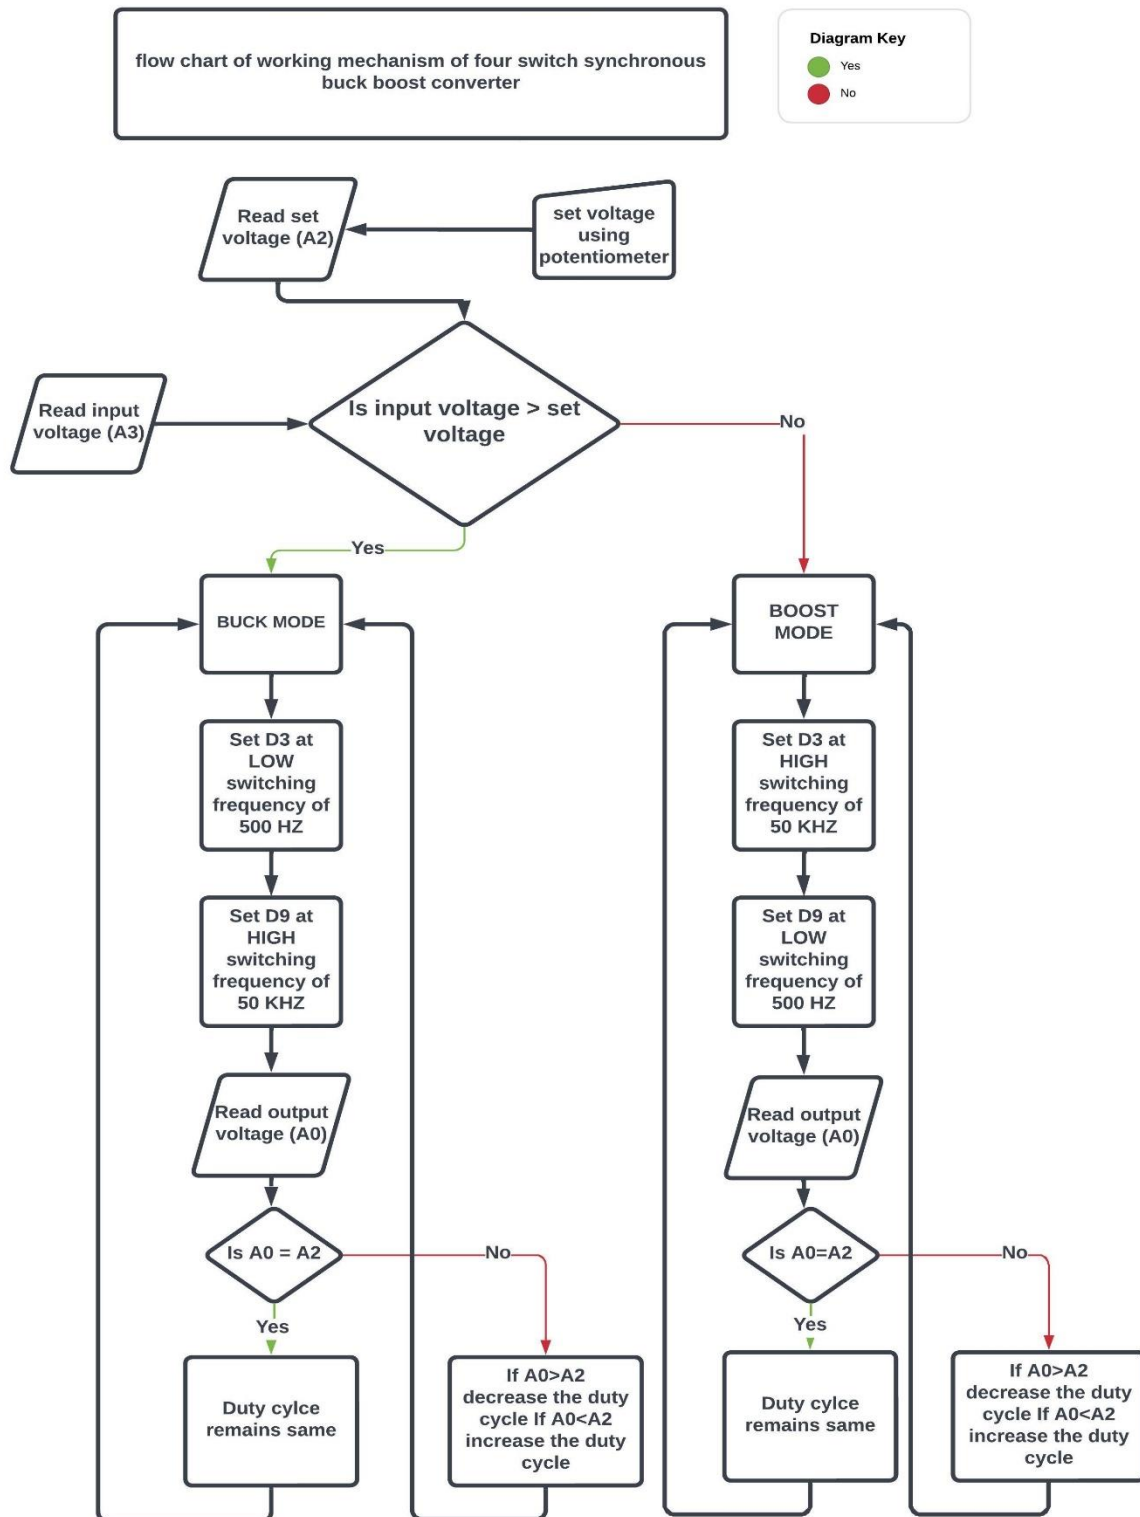 flow chart of working mechanism of four switch synchronous
buck boost converter
Diagram Key
Yes
No
Read set
voltage (A2)
set voltage
using
potentiometer
Read input
voltage (A3)
Is input voltage > set
voltage
No
Yes
BUCK MODE
Set D3 at
LOW
switching
frequency of
500 HZ
Set D9 at
HIGH
switching
frequency of
50 KHZ
Read output
voltage (A0)
Is A0 = A2
No
Yes
Duty cylce
remains same
If A0>A2
decrease the duty
cycle If A0<A2
increase the duty
cycle
BOOST
MODE
Set D3 at
HIGH
switching
frequency of
50 KHZ
Set D9 at
LOW
switching
frequency of
500 HZ
Read output
voltage (A0)
Is A0=A2
No
Yes
Duty cylce
remains same
If A0>A2
decrease the duty
cycle If A0<A2
increase the duty
cycle